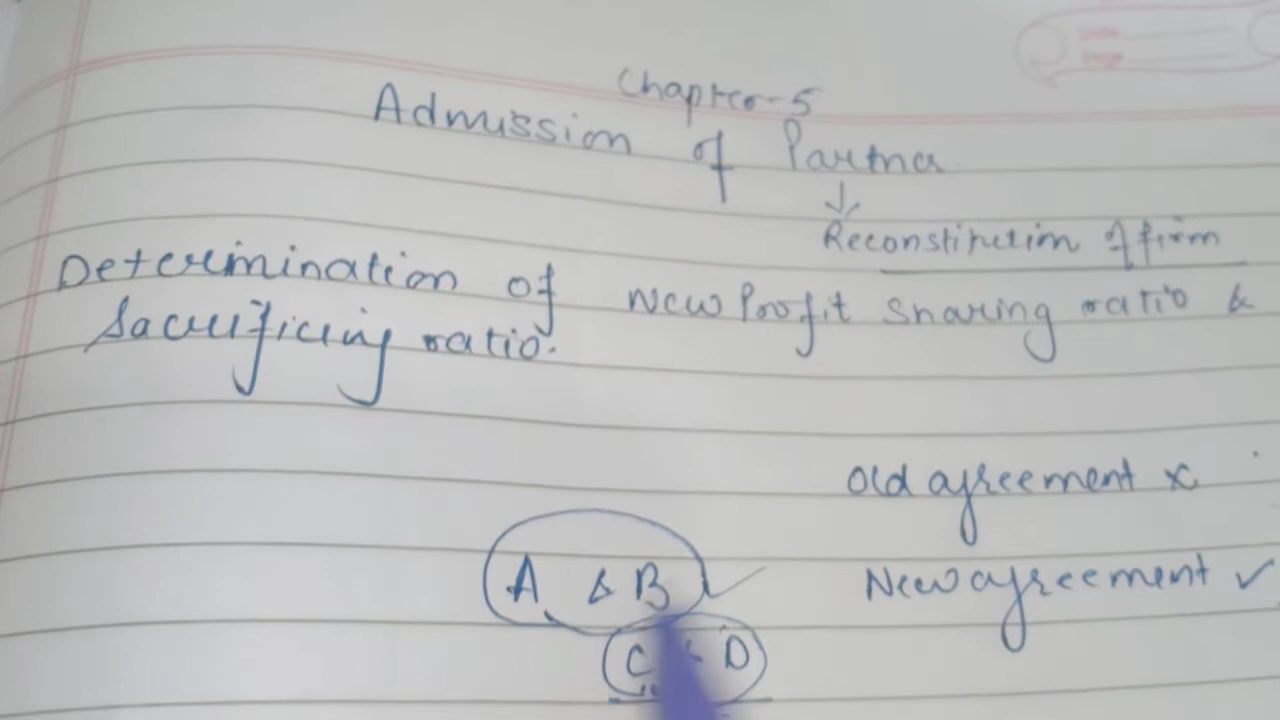 Chapter-5
Admission of Partner
Reconstitution of firm
Determination of New Profit Sharing ratio &
Sacrificing ratio.
Old agreement ×
A & B ✓
New agreement ✓
C & D